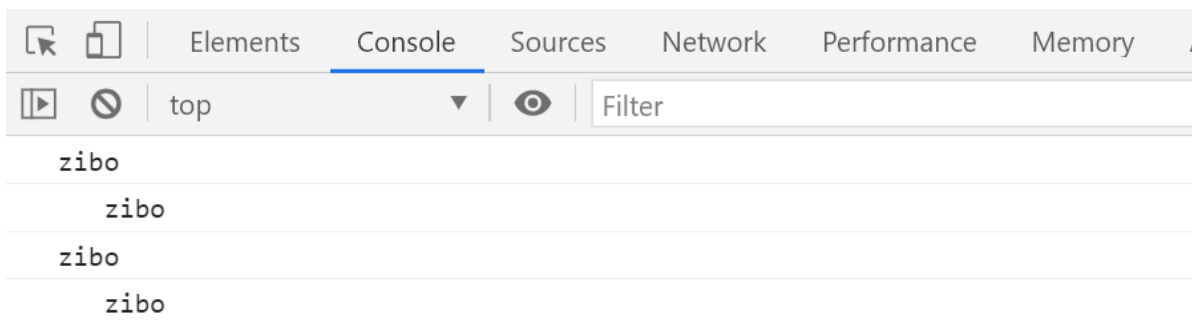 Elements Console Sources Network Performance Memory
top Filter
zibo
zibo
zibo
zibo